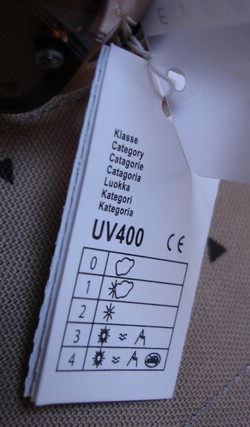 Klasse
Category
Catagorie
Catagoria
Luokka
Kategori
Kategoria
UV400 CE
0
1
2
3
4
E